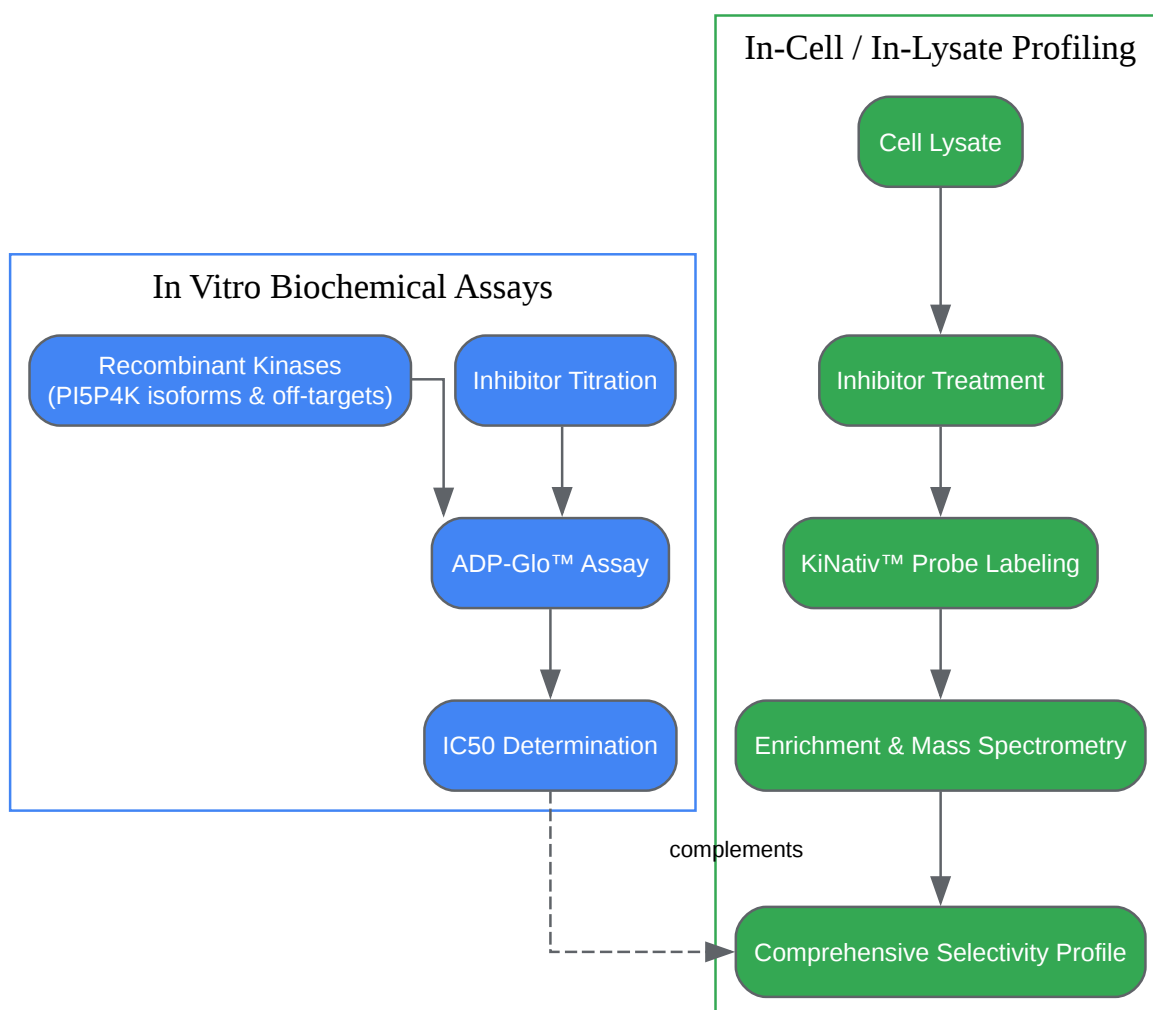 In-Cell / In-Lysate Profiling
Cell Lysate
In Vitro Biochemical Assays
Recombinant Kinases
(PI5P4K isoforms & off-targets)
Inhibitor Titration
Inhibitor Treatment
ADP-Glo™ Assay
KiNativ™ Probe Labeling
IC50 Determination
Enrichment & Mass Spectrometry
complements
Comprehensive Selectivity Profile